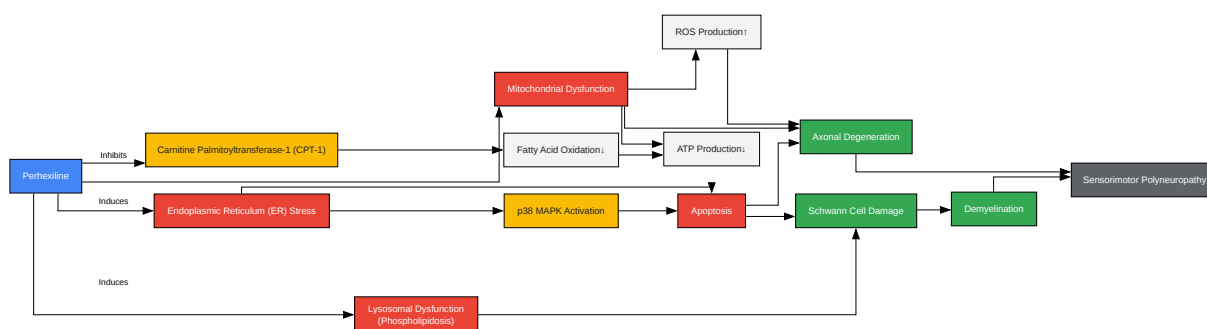 ROS Production↑
Mitochondrial Dysfunction
Axonal Degeneration
Inhibits
Carnitine Palmitoyltransferase-1 (CPT-1)
Fatty Acid Oxidation↓
ATP Production↓
Perhexiline
Sensorimotor Polyneuropathy
Induces
Endoplasmic Reticulum (ER) Stress
p38 MAPK Activation
Apoptosis
Schwann Cell Damage
Demyelination
Induces
Lysosomal Dysfunction
(Phospholipidosis)